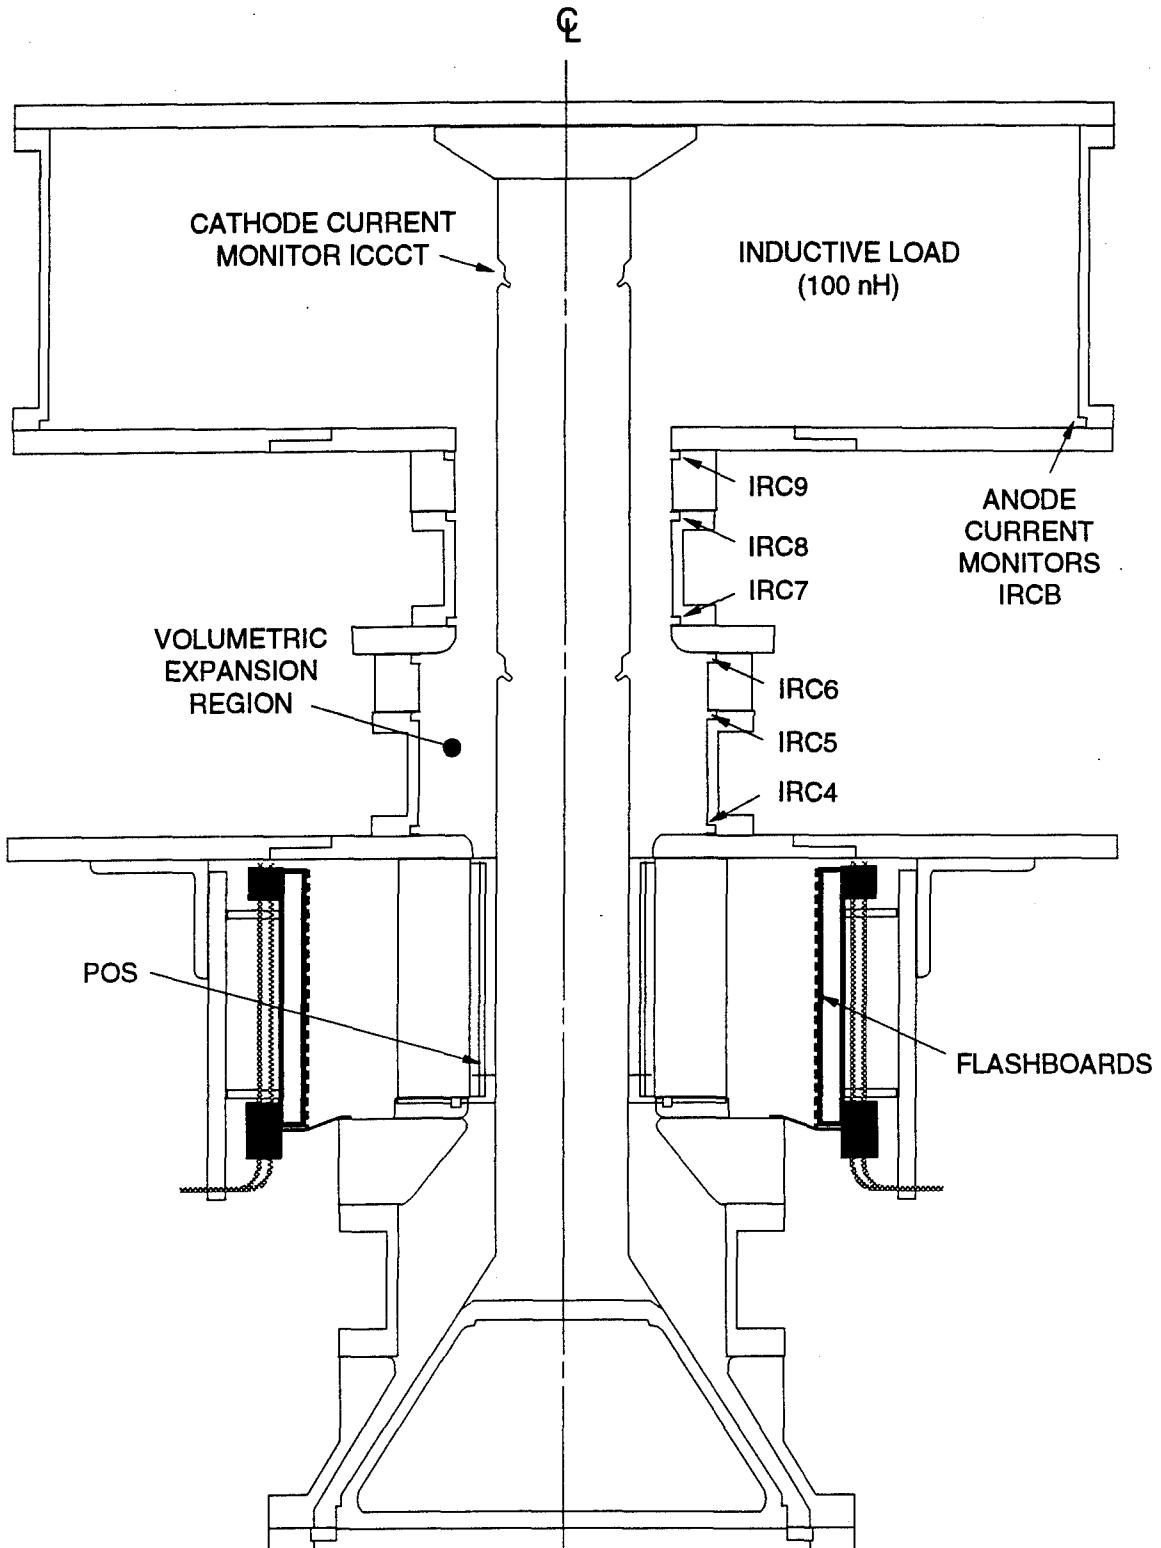 ℄
CATHODE CURRENT
MONITOR ICCCT
INDUCTIVE LOAD
(100 nH)
IRC9
ANODE
CURRENT
MONITORS
IRCB
IRC8
IRC7
VOLUMETRIC
EXPANSION
REGION
IRC6
IRC5
IRC4
POS
FLASHBOARDS